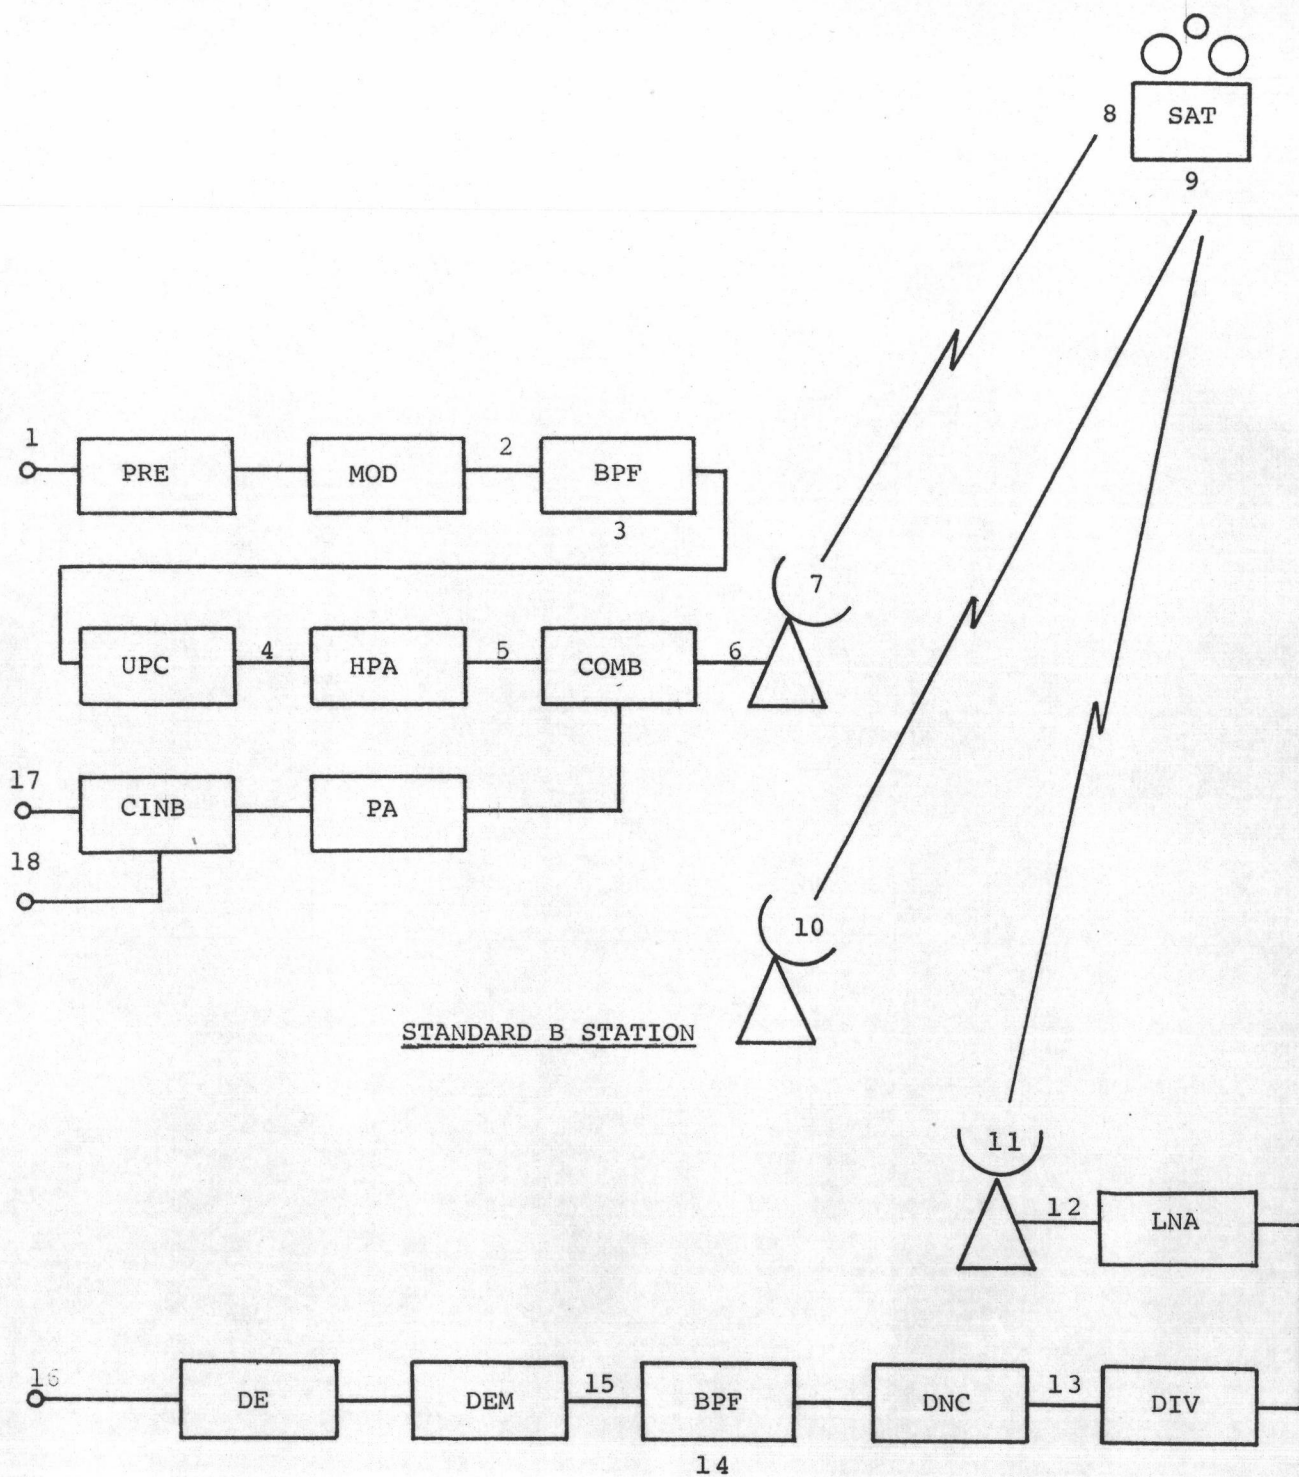 SAT
8
9
1
PRE
MOD
2
BPF
3
7
UPC
4
HPA
5
COMB
6
17
CINB
PA
18
10
STANDARD B STATION
11
12
LNA
16
DE
DEM
15
BPF
DNC
13
DIV
14